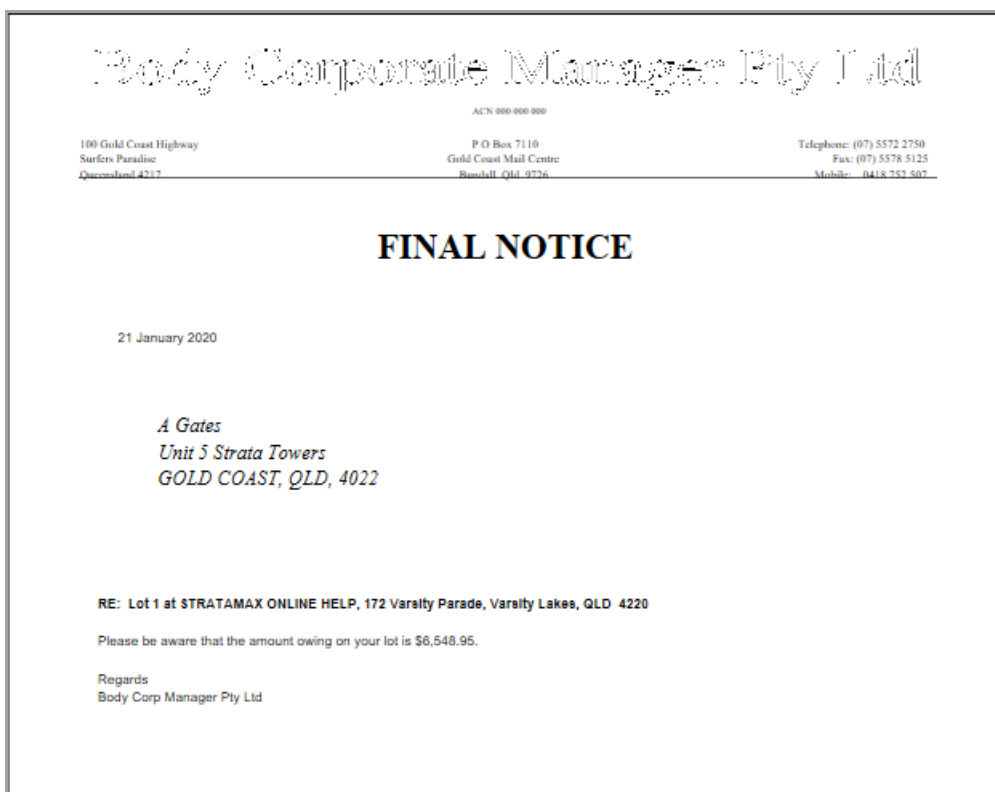 Body Corporate Manager Pty Ltd
ACN 000 000 000
100 Gold Coast Highway
Surfers Paradise
Queensland 4217
P O Box 7110
Gold Coast Mail Centre
Bundall Qld 9726
Telephone: (07) 5572 2750
Fax: (07) 5578 5125
Mobile: 0418 752 507
FINAL NOTICE
21 January 2020
A Gates
Unit 5 Strata Towers
GOLD COAST, QLD, 4022
RE: Lot 1 at STRATAMAX ONLINE HELP, 172 Varsity Parade, Varsity Lakes, QLD 4220
Please be aware that the amount owing on your lot is $6,548.95.
Regards
Body Corp Manager Pty Ltd